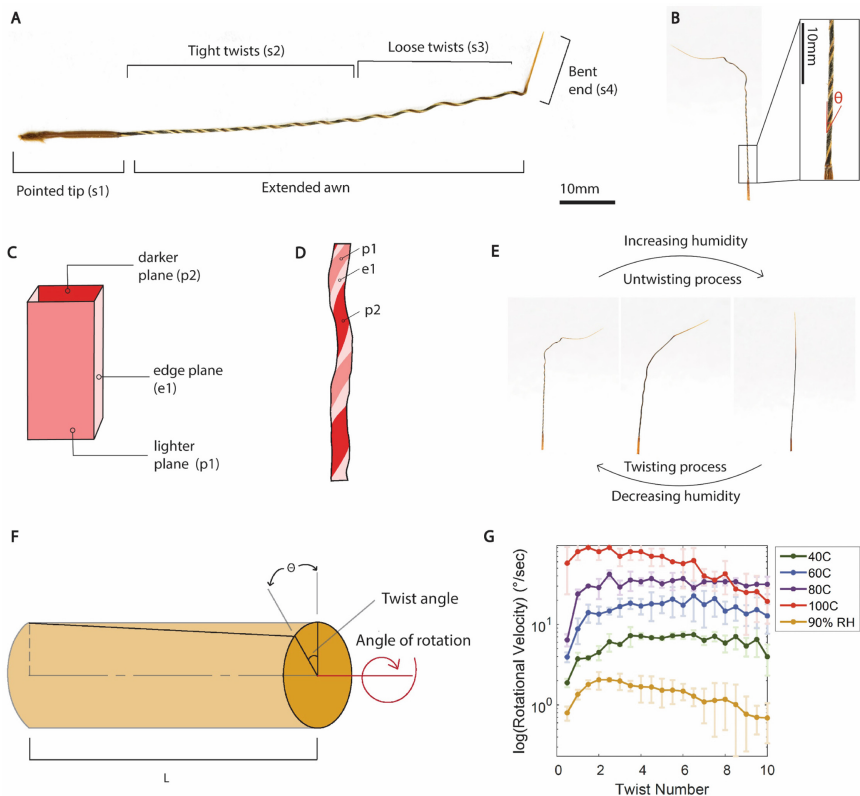 A
Tight twists (s2)
Loose twists (s3)
Bent
end (s4)
Pointed tip (s1)
Extended awn
10mm
B
10mm
θ
C
darker
plane (p2)
edge plane
(e1)
lighter
plane (p1)
D
p1
e1
p2
E
Increasing humidity
Untwisting process
Twisting process
Decreasing humidity
F
Θ
Twist angle
Angle of rotation
L
G
log(Rotational Velocity) (°/sec)
10¹
10⁰
0 2 4 6 8 10
Twist Number
40C
60C
80C
100C
90% RH